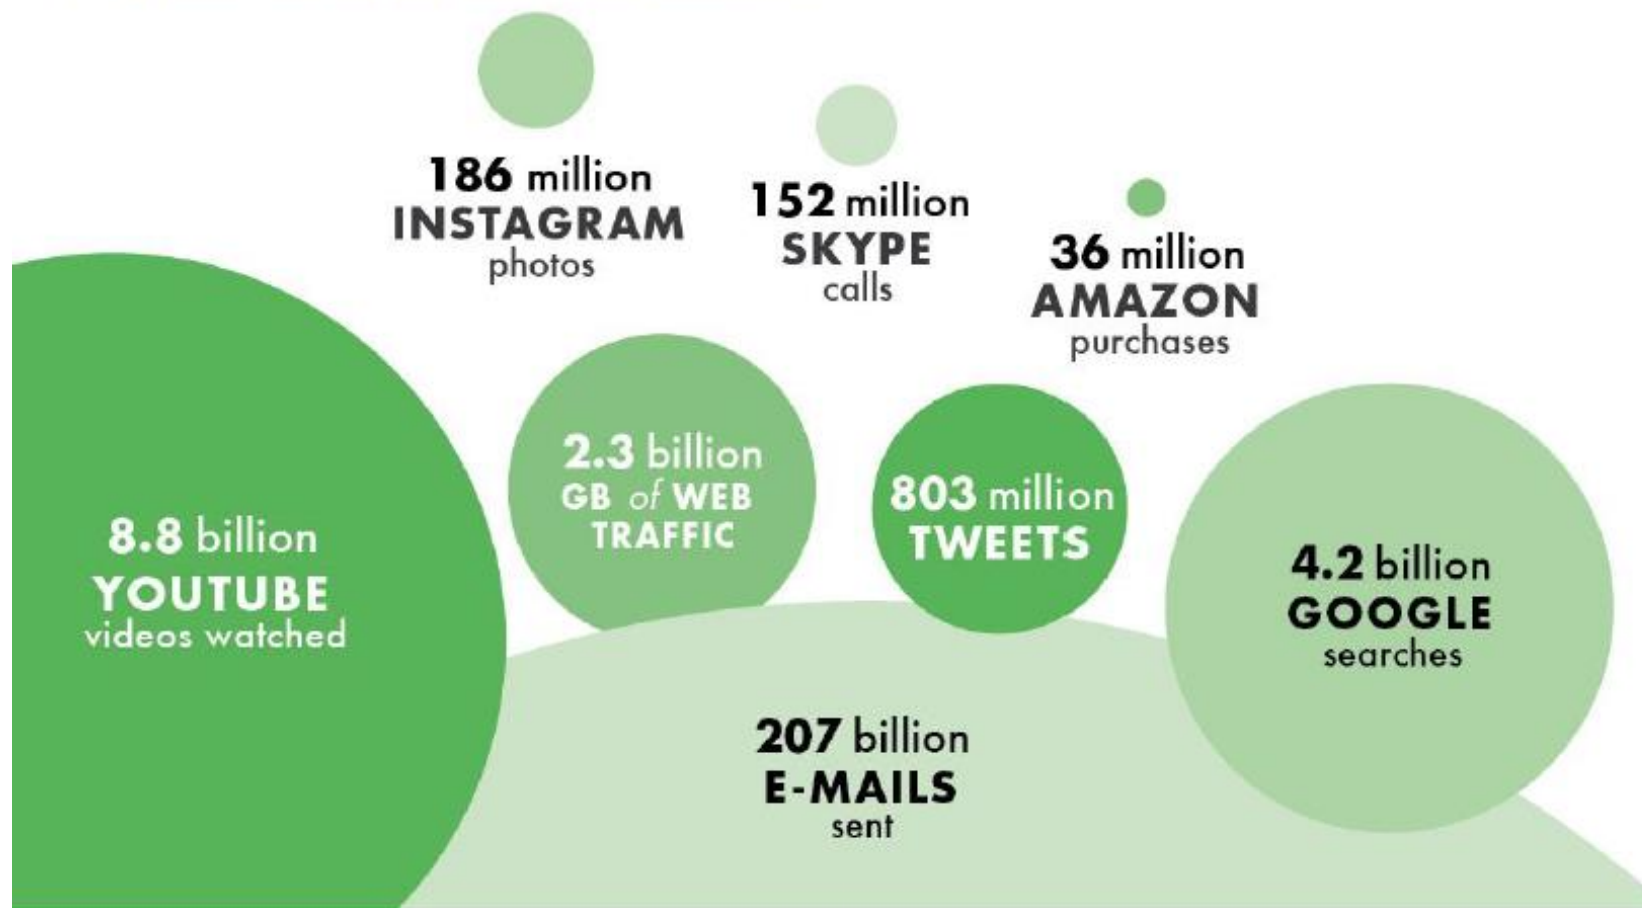 186 million
INSTAGRAM
photos
152 million
SKYPE
calls
36 million
AMAZON
purchases
8.8 billion
YOUTUBE
videos watched
2.3 billion
GB of WEB
TRAFFIC
803 million
TWEETS
4.2 billion
GOOGLE
searches
207 billion
E-MAILS
sent